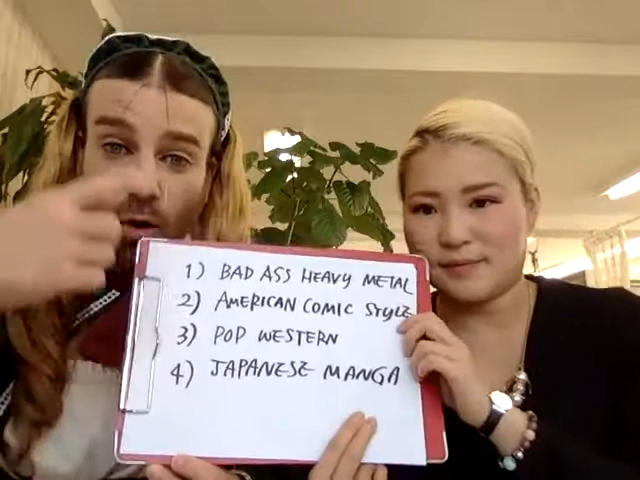 1) BAD ASS HEAVY METAL
2) AMERICAN COMIC STYLE
3) POP WESTERN
4) JAPANESE MANGA